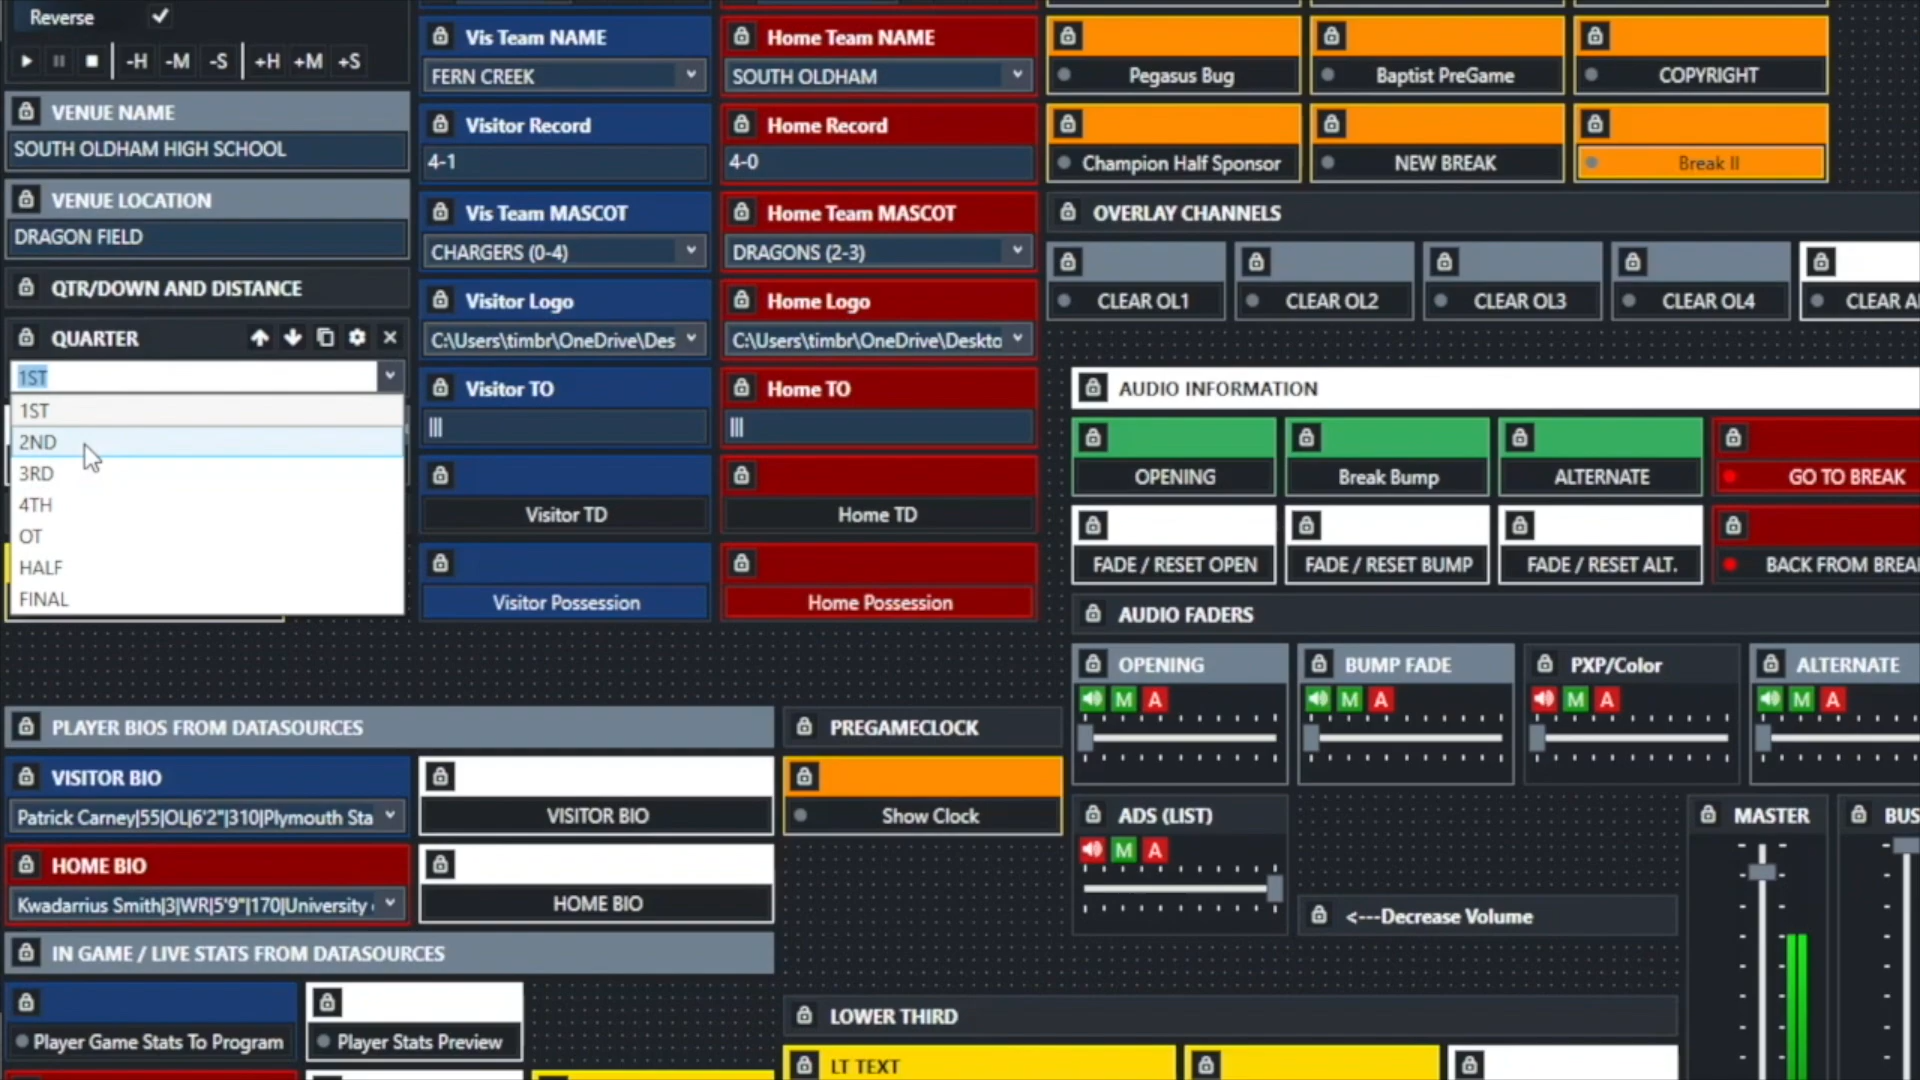 Reverse
-H -M -S +H +M +S
VENUE NAME
SOUTH OLDHAM HIGH SCHOOL
VENUE LOCATION
DRAGON FIELD
QTR/DOWN AND DISTANCE
QUARTER
1ST
1ST
2ND
3RD
4TH
OT
HALF
FINAL
Vis Team NAME
FERN CREEK
Visitor Record
4-1
Vis Team MASCOT
CHARGERS (0-4)
Visitor Logo
C:\Users\timbr\OneDrive\Des
Visitor TO
|||
Visitor TD
Visitor Possession
Home Team NAME
SOUTH OLDHAM
Home Record
4-0
Home Team MASCOT
DRAGONS (2-3)
Home Logo
C:\Users\timbr\OneDrive\Deskto
Home TO
|||
Home TD
Home Possession
Pegasus Bug
Baptist PreGame
COPYRIGHT
Champion Half Sponsor
NEW BREAK
Break II
OVERLAY CHANNELS
CLEAR OL1
CLEAR OL2
CLEAR OL3
CLEAR OL4
CLEAR A
AUDIO INFORMATION
OPENING
Break Bump
ALTERNATE
GO TO BREAK
FADE / RESET OPEN
FADE / RESET BUMP
FADE / RESET ALT.
BACK FROM BREA
AUDIO FADERS
OPENING
M A
BUMP FADE
M A
PXP/Color
M A
ALTERNATE
M A
ADS (LIST)
M A
<---Decrease Volume
MASTER
BUS
PLAYER BIOS FROM DATASOURCES
VISITOR BIO
Patrick Carney|55|OL|6'2"|310|Plymouth Sta
VISITOR BIO
HOME BIO
Kwadarrius Smith|3|WR|5'9"|170|University
HOME BIO
PREGAMECLOCK
Show Clock
IN GAME / LIVE STATS FROM DATASOURCES
Player Game Stats To Program
Player Stats Preview
LOWER THIRD
LT TEXT